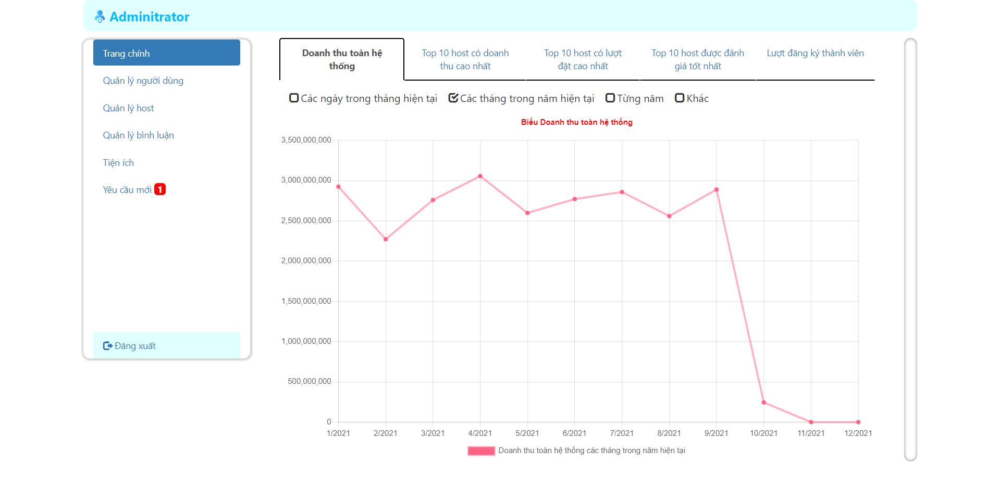 Adminitrator
Trang chính
Quản lý người dùng
Quản lý host
Quản lý bình luận
Tiện ích
Yêu cầu mới 1
Đăng xuất
Doanh thu toàn hệ
thống
Top 10 host có doanh
thu cao nhất
Top 10 host có lượt
đặt cao nhất
Top 10 host được đánh
giá tốt nhất
Lượt đăng ký thành viên
Các ngày trong tháng hiện tại Các tháng trong năm hiện tại Từng năm Khác
Biểu Doanh thu toàn hệ thống
3,500,000,000
3,000,000,000
2,500,000,000
2,000,000,000
1,500,000,000
1,000,000,000
500,000,000
0
1/2021 2/2021 3/2021 4/2021 5/2021 6/2021 7/2021 8/2021 9/2021 10/2021 11/2021 12/2021
Doanh thu toàn hệ thống các tháng trong năm hiện tại